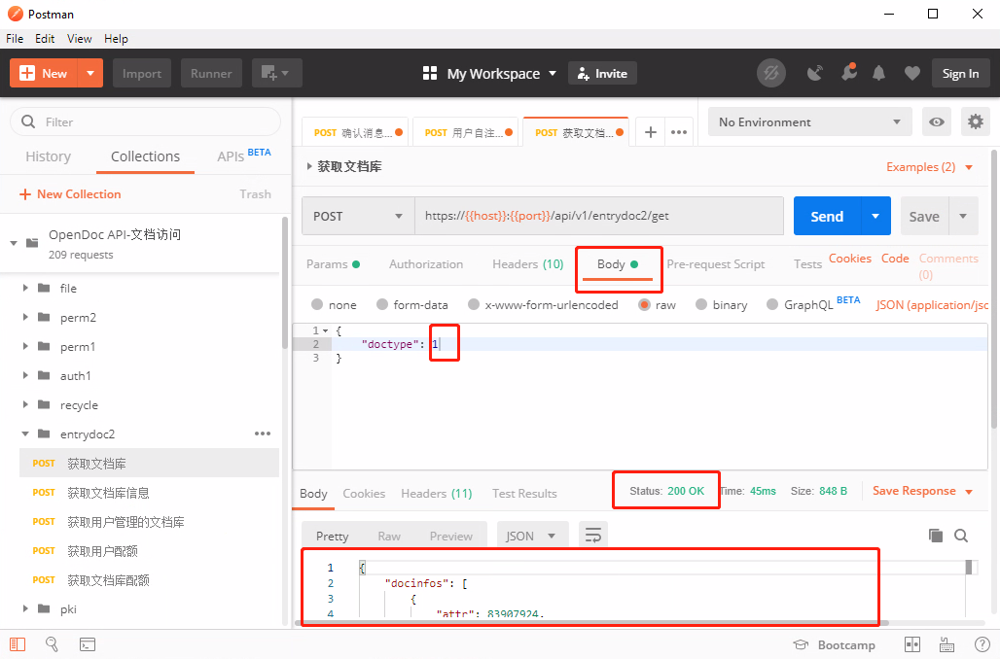 Postman
File Edit View Help
New Import Runner My Workspace Invite Sign In
Filter
History Collections APIs BETA
New Collection Trash
OpenDoc API-文档访问
209 requests
file
perm2
perm1
auth1
recycle
entrydoc2
POST 获取文档库
POST 获取文档库信息
POST 获取用户管理的文档库
POST 获取用户配额
POST 获取文档库配额
pki
POST 确认消息... POST 用户自注... POST 获取文档... No Environment
获取文档库 Examples (2)
POST https://{{host}}:{{port}}/api/v1/entrydoc2/get Send Save
Params Authorization Headers (10) Body Pre-request Script Tests Cookies Code Comments (0)
none form-data x-www-form-urlencoded raw binary GraphQL BETA JSON (application/jsc
1 {
2 "doctype": 1
3 }
Body Cookies Headers (11) Test Results Status: 200 OK Time: 45ms Size: 848 B Save Response
Pretty Raw Preview JSON
1 {
2 "docinfos": [
3 {
4 "attr": 83907924,
Bootcamp